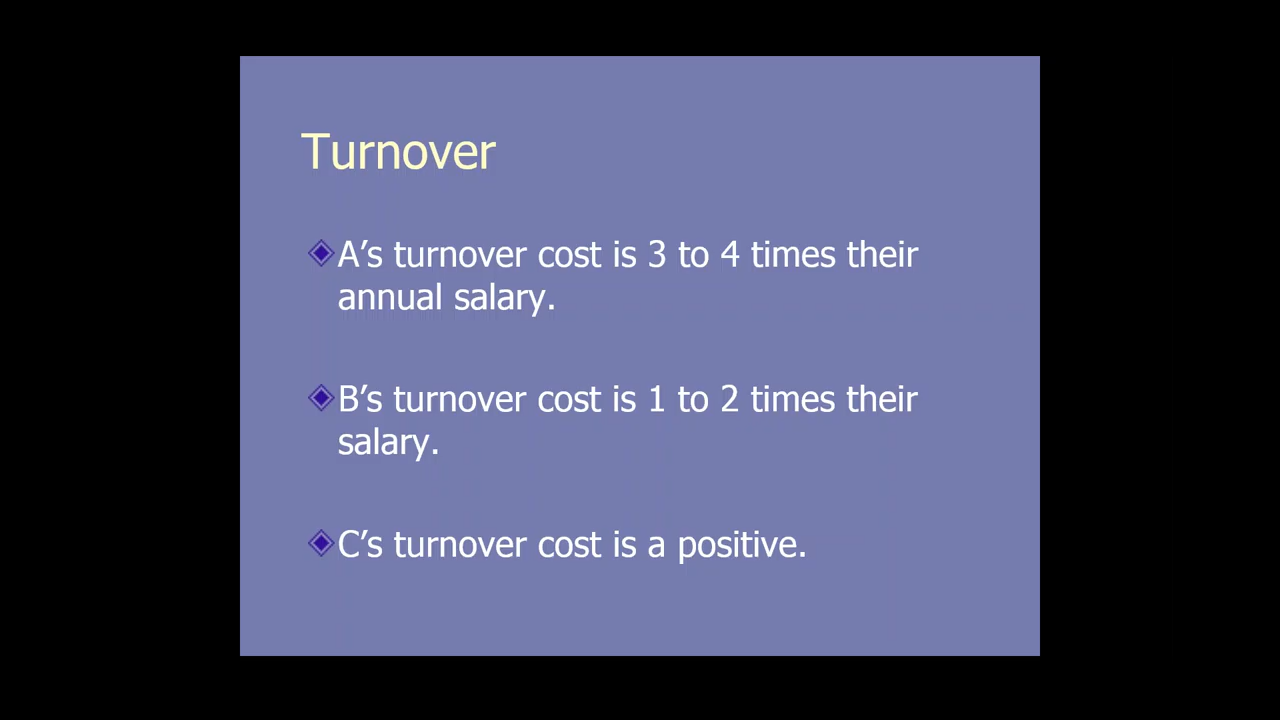 Turnover
A’s turnover cost is 3 to 4 times their
annual salary.
B’s turnover cost is 1 to 2 times their
salary.
C’s turnover cost is a positive.